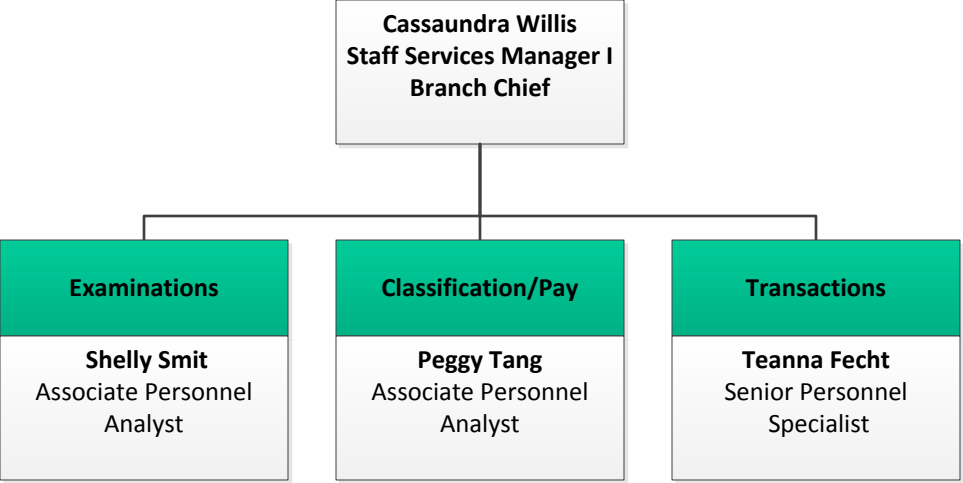 Cassaundra Willis
Staff Services Manager I
Branch Chief
Examinations
Shelly Smit
Associate Personnel
Analyst
Classification/Pay
Peggy Tang
Associate Personnel
Analyst
Transactions
Teanna Fecht
Senior Personnel
Specialist